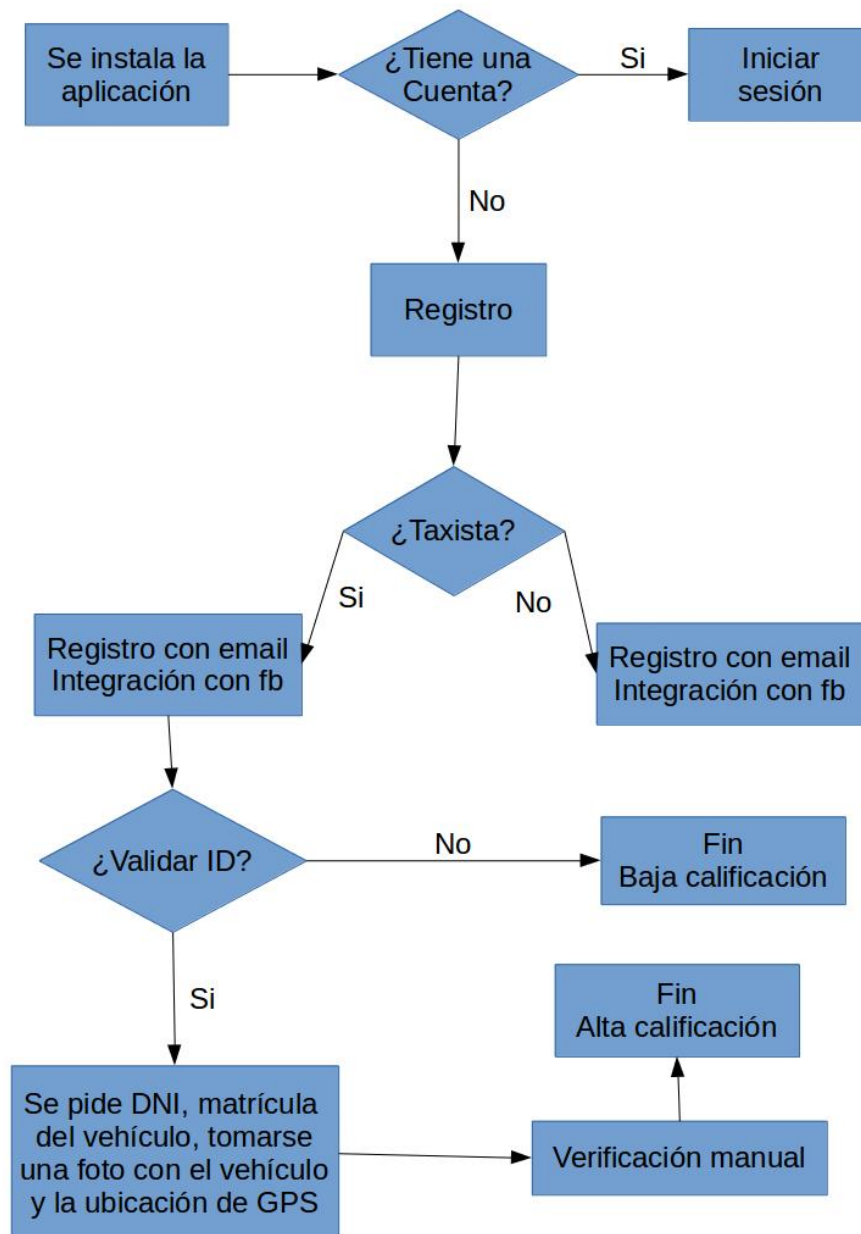 Se instala la
aplicación
¿Tiene una
Cuenta?
Si
Iniciar
sesión
No
Registro
¿Taxista?
Si
No
Registro con email
Integración con fb
Registro con email
Integración con fb
¿Validar ID?
No
Fin
Baja calificación
Si
Fin
Alta calificación
Se pide DNI, matrícula
del vehículo, tomarse
una foto con el vehículo
y la ubicación de GPS
Verificación manual